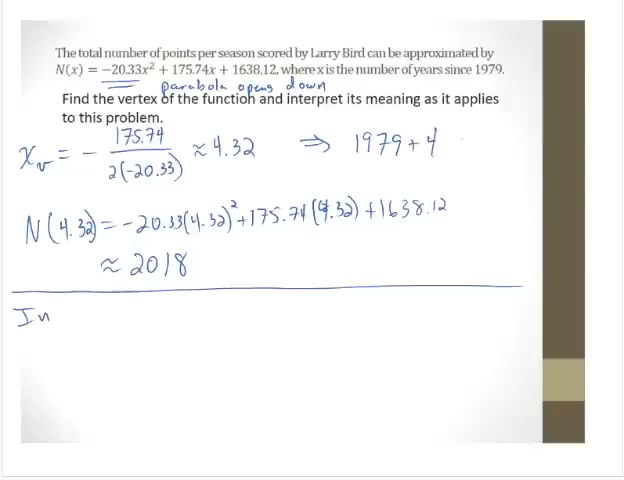 The total number of points per season scored by Larry Bird can be approximated by
N(x) = −20.33x² + 175.74x + 1638.12, where x is the number of years since 1979.
parabola opens down
Find the vertex of the function and interpret its meaning as it applies
to this problem.
x_v = − 175.74 / 2(−20.33) ≈ 4.32 ⇒ 1979 + 4
N(4.32) = −20.33(4.32)² + 175.74(4.32) + 1638.12
≈ 2018
In